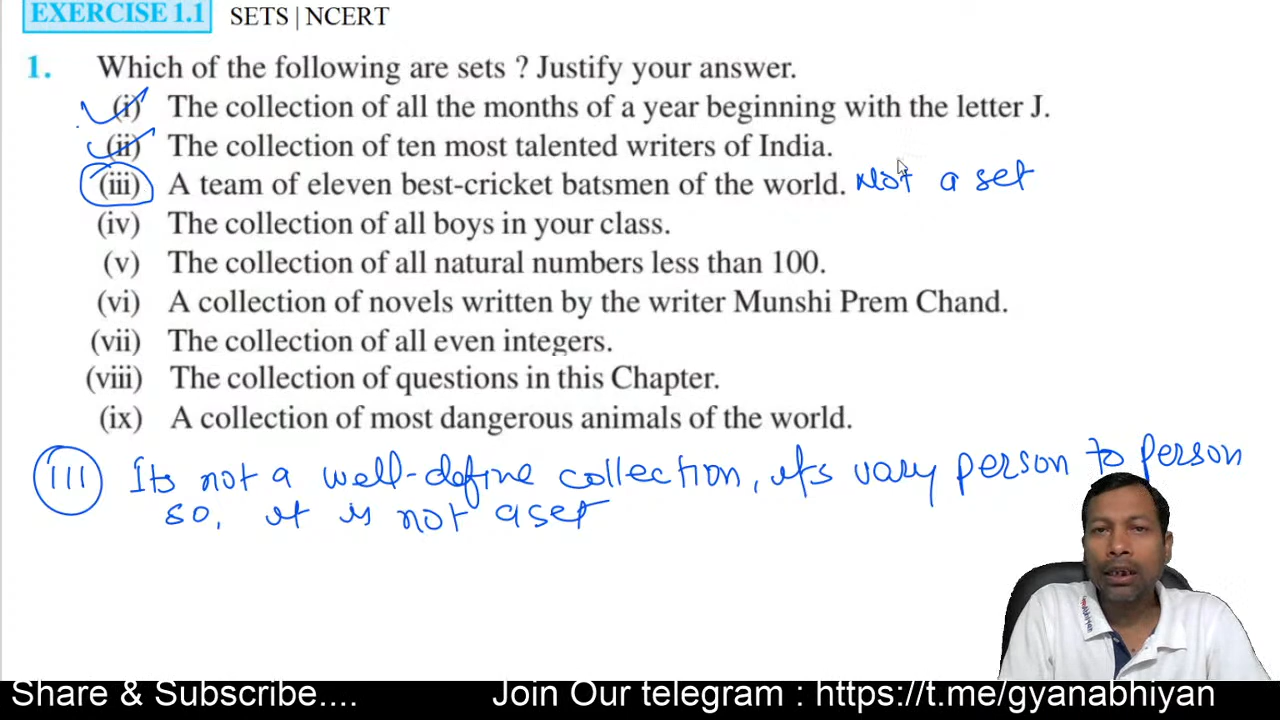 EXERCISE 1.1 SETS | NCERT
1. Which of the following are sets ? Justify your answer.
(i) The collection of all the months of a year beginning with the letter J.
(ii) The collection of ten most talented writers of India.
(iii) A team of eleven best-cricket batsmen of the world. Not a set
(iv) The collection of all boys in your class.
(v) The collection of all natural numbers less than 100.
(vi) A collection of novels written by the writer Munshi Prem Chand.
(vii) The collection of all even integers.
(viii) The collection of questions in this Chapter.
(ix) A collection of most dangerous animals of the world.
III Its not a well-define collection, it's vary person to person
so, it is not a set
Share & Subscribe.... Join Our telegram : https://t.me/gyanabhiyan